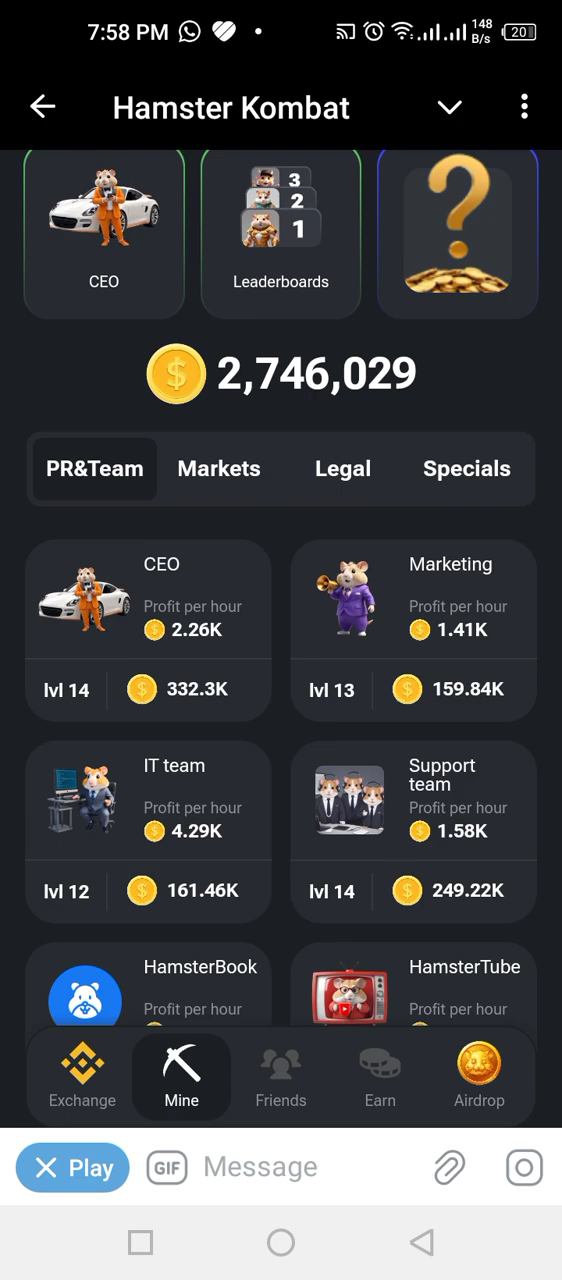 7:58 PM
148 B/s
20
Hamster Kombat
3
2
1
CEO
Leaderboards
2,746,029
PR&Team Markets Legal Specials
CEO
Profit per hour
2.26K
lvl 14 332.3K
Marketing
Profit per hour
1.41K
lvl 13 159.84K
IT team
Profit per hour
4.29K
lvl 12 161.46K
Support
team
Profit per hour
1.58K
lvl 14 249.22K
HamsterBook
Profit per hour
HamsterTube
Profit per hour
Exchange Mine Friends Earn Airdrop
Play GIF Message